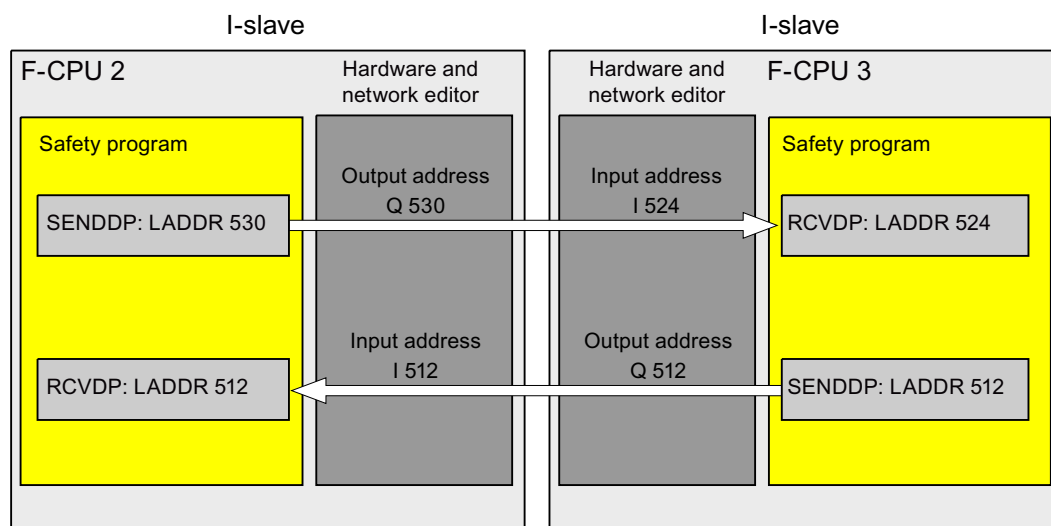 I-slave
I-slave
F-CPU 2
Hardware and
network editor
Hardware and
network editor
F-CPU 3
Safety program
Safety program
Output address
Q 530
Input address
I 524
SENDDP: LADDR 530
RCVDP: LADDR 524
Input address
I 512
Output address
Q 512
RCVDP: LADDR 512
SENDDP: LADDR 512